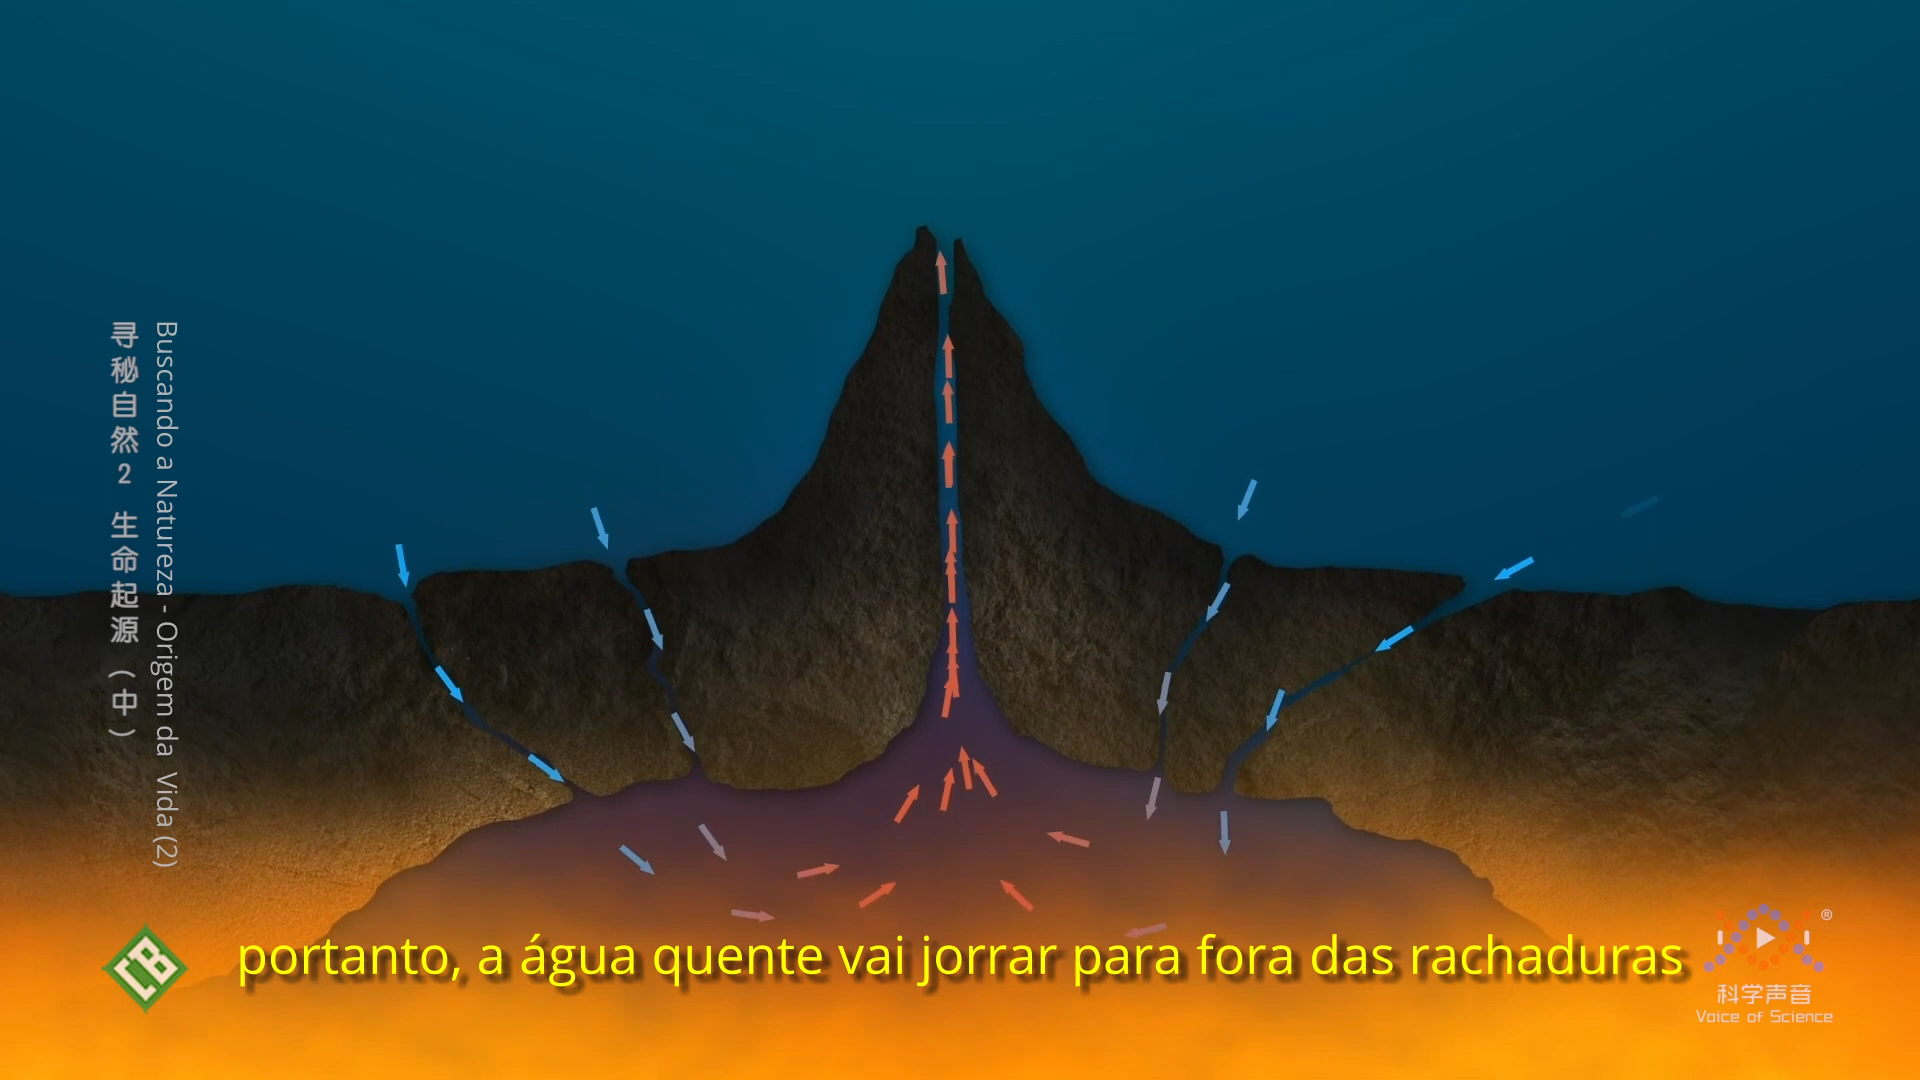 寻秘自然2 生命起源（中）
Buscando a Natureza - Origem da Vida (2)
CB
portanto, a água quente vai jorrar para fora das rachaduras
®
科学声音
Voice of Science